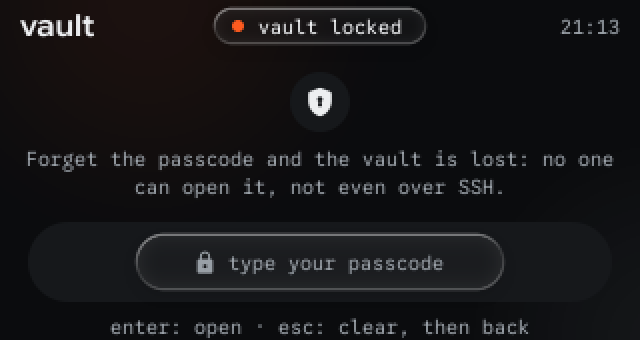 vault
vault locked
21:13
Forget the passcode and the vault is lost: no one
can open it, not even over SSH.
type your passcode
enter: open · esc: clear, then back